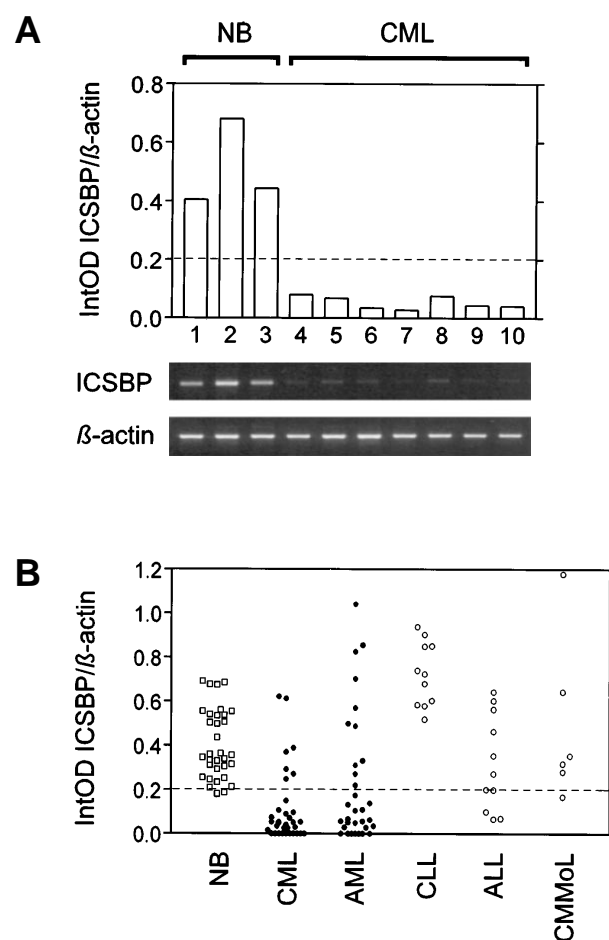 A
NB CML
IntOD ICSBP/ß-actin
0.8
0.6
0.4
0.2
0.0
1 2 3 4 5 6 7 8 9 10
ICSBP
ß-actin
B
IntOD ICSBP/ß-actin
1.2
1.0
0.8
0.6
0.4
0.2
0.0
NB CML AML CLL ALL CMMoL